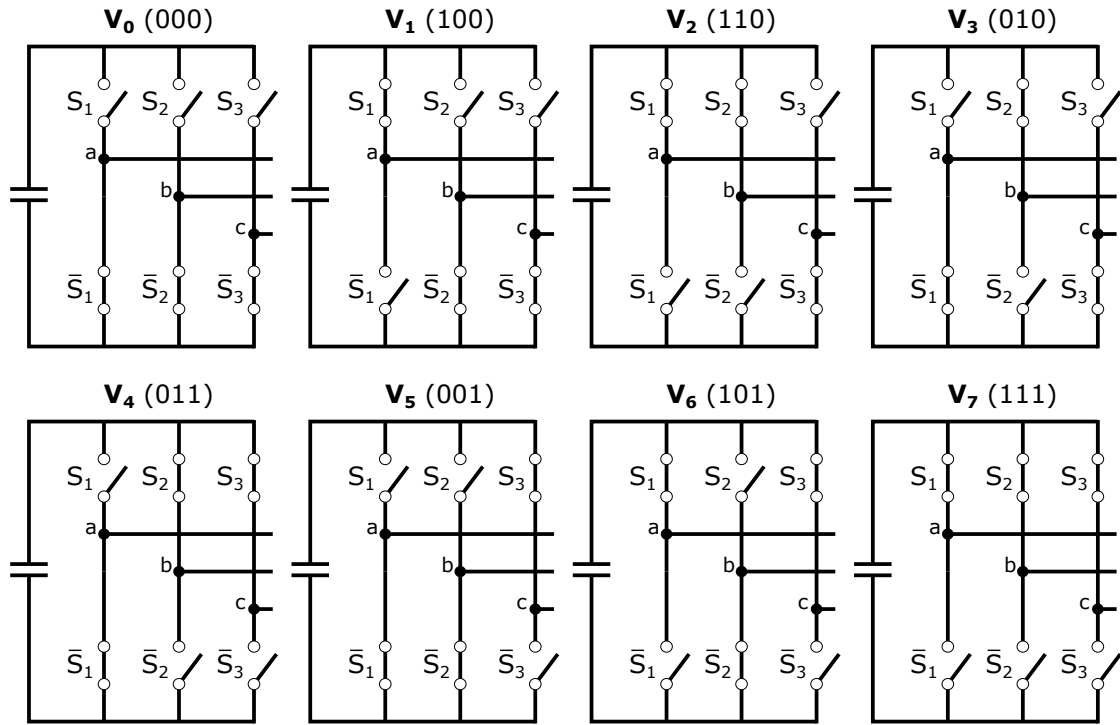 V₀ (000) V₁ (100) V₂ (110) V₃ (010)
S₁ S₂ S₃ S₁ S₂ S₃ S₁ S₂ S₃ S₁ S₂ S₃
a a a a
b b b b
c c c c
S̅₁ S̅₂ S̅₃ S̅₁ S̅₂ S̅₃ S̅₁ S̅₂ S̅₃ S̅₁ S̅₂ S̅₃
V₄ (011) V₅ (001) V₆ (101) V₇ (111)
S₁ S₂ S₃ S₁ S₂ S₃ S₁ S₂ S₃ S₁ S₂ S₃
a a a a
b b b b
c c c c
S̅₁ S̅₂ S̅₃ S̅₁ S̅₂ S̅₃ S̅₁ S̅₂ S̅₃ S̅₁ S̅₂ S̅₃